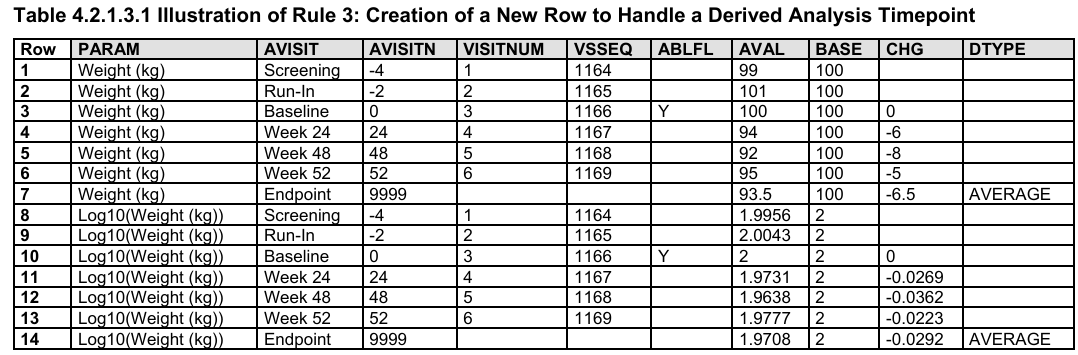 Table 4.2.1.3.1 Illustration of Rule 3: Creation of a New Row to Handle a Derived Analysis Timepoint
Row PARAM AVISIT AVISITN VISITNUM VSSEQ ABLFL AVAL BASE CHG DTYPE
1 Weight (kg) Screening -4 1 1164 99 100
2 Weight (kg) Run-In -2 2 1165 101 100
3 Weight (kg) Baseline 0 3 1166 Y 100 100 0
4 Weight (kg) Week 24 24 4 1167 94 100 -6
5 Weight (kg) Week 48 48 5 1168 92 100 -8
6 Weight (kg) Week 52 52 6 1169 95 100 -5
7 Weight (kg) Endpoint 9999 93.5 100 -6.5 AVERAGE
8 Log10(Weight (kg)) Screening -4 1 1164 1.9956 2
9 Log10(Weight (kg)) Run-In -2 2 1165 2.0043 2
10 Log10(Weight (kg)) Baseline 0 3 1166 Y 2 2 0
11 Log10(Weight (kg)) Week 24 24 4 1167 1.9731 2 -0.0269
12 Log10(Weight (kg)) Week 48 48 5 1168 1.9638 2 -0.0362
13 Log10(Weight (kg)) Week 52 52 6 1169 1.9777 2 -0.0223
14 Log10(Weight (kg)) Endpoint 9999 1.9708 2 -0.0292 AVERAGE